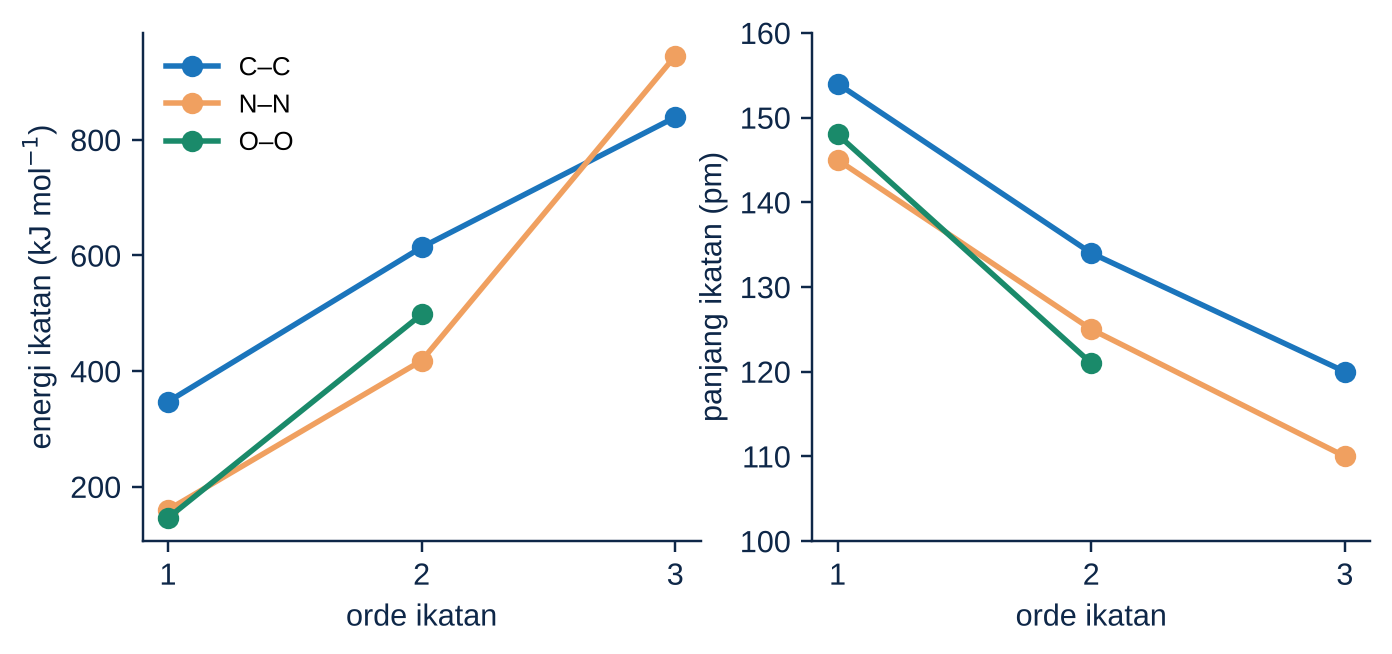 C–C
N–N
O–O
energi ikatan (kJ mol⁻¹)
800
600
400
200
1 2 3
orde ikatan
panjang ikatan (pm)
160
150
140
130
120
110
100
1 2 3
orde ikatan